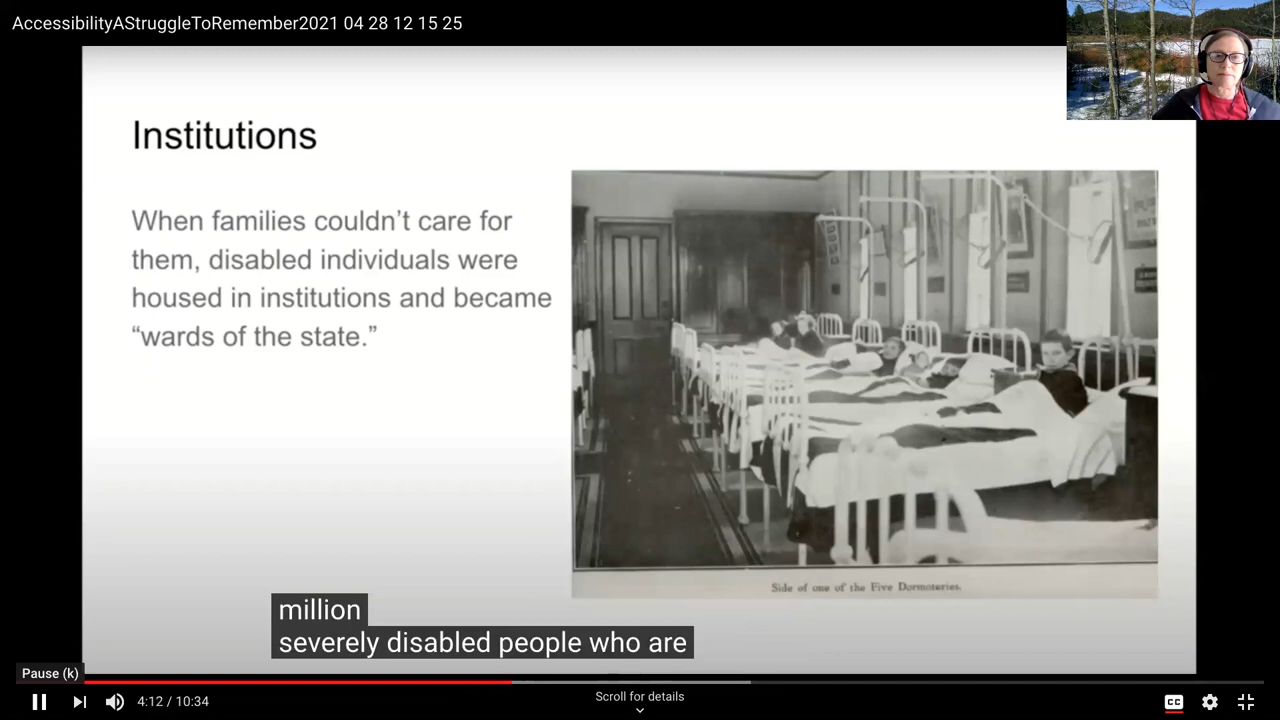 AccessibilityAStruggleToRemember2021 04 28 12 15 25
Institutions
When families couldn’t care for
them, disabled individuals were
housed in institutions and became
“wards of the state.”
Side of one of the Five Dormoteries.
million
severely disabled people who are
Pause (k)
4:12 / 10:34
Scroll for details
CC